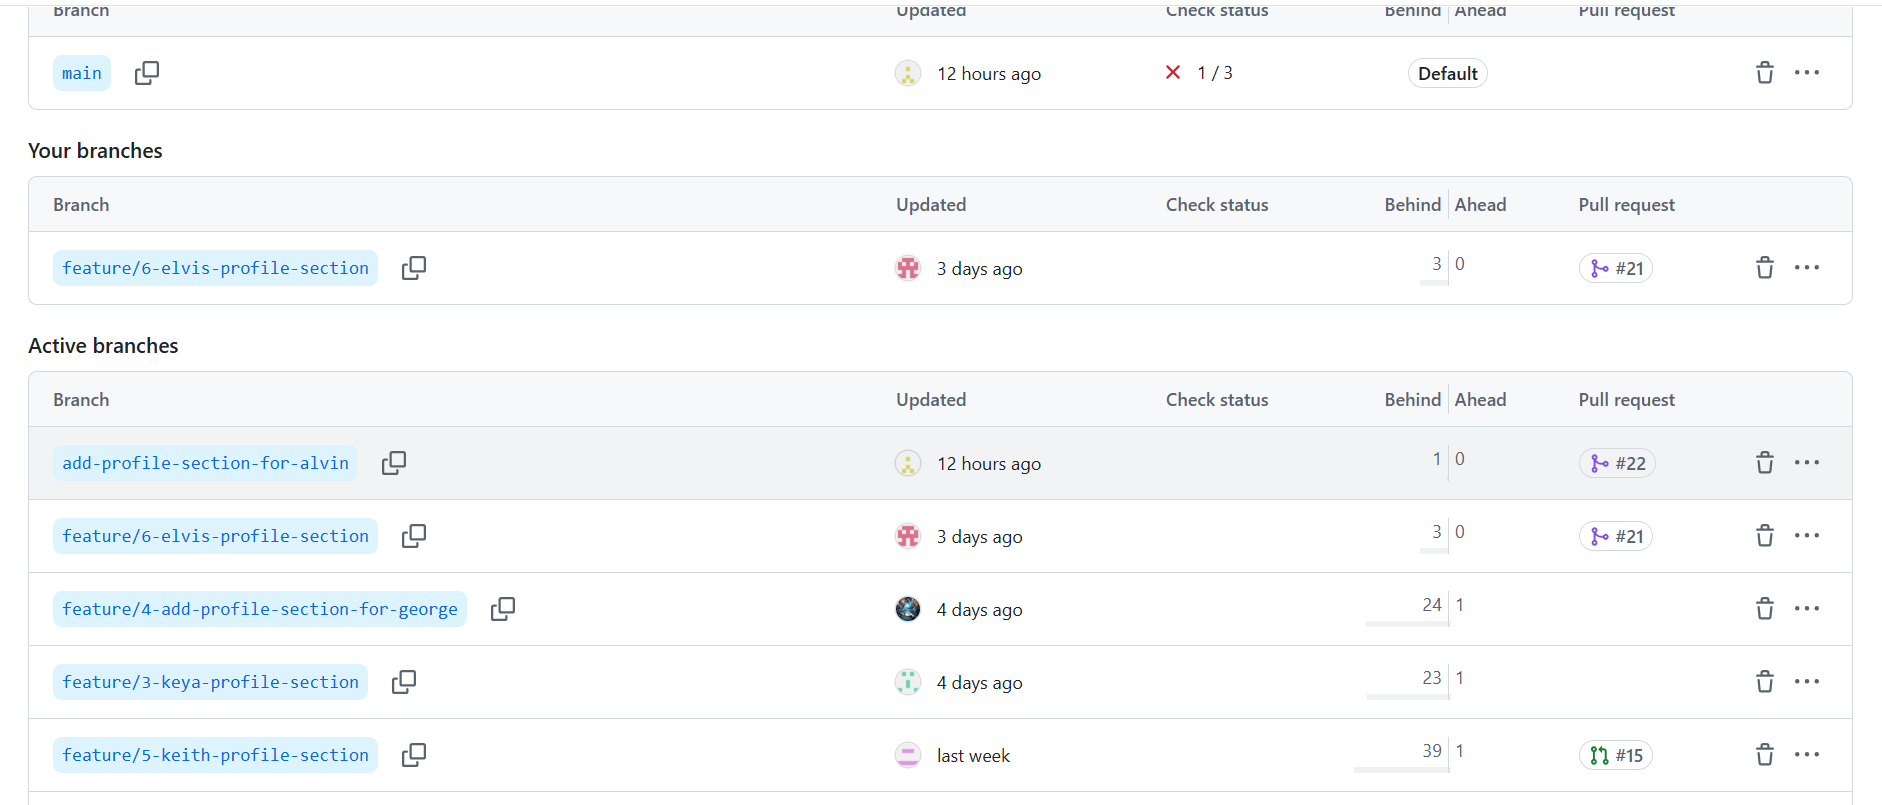 Branch Updated Check status Behind Ahead Pull request
main 12 hours ago 1 / 3 Default
Your branches
Branch Updated Check status Behind Ahead Pull request
feature/6-elvis-profile-section 3 days ago 3 0 #21
Active branches
Branch Updated Check status Behind Ahead Pull request
add-profile-section-for-alvin 12 hours ago 1 0 #22
feature/6-elvis-profile-section 3 days ago 3 0 #21
feature/4-add-profile-section-for-george 4 days ago 24 1
feature/3-keya-profile-section 4 days ago 23 1
feature/5-keith-profile-section last week 39 1 #15